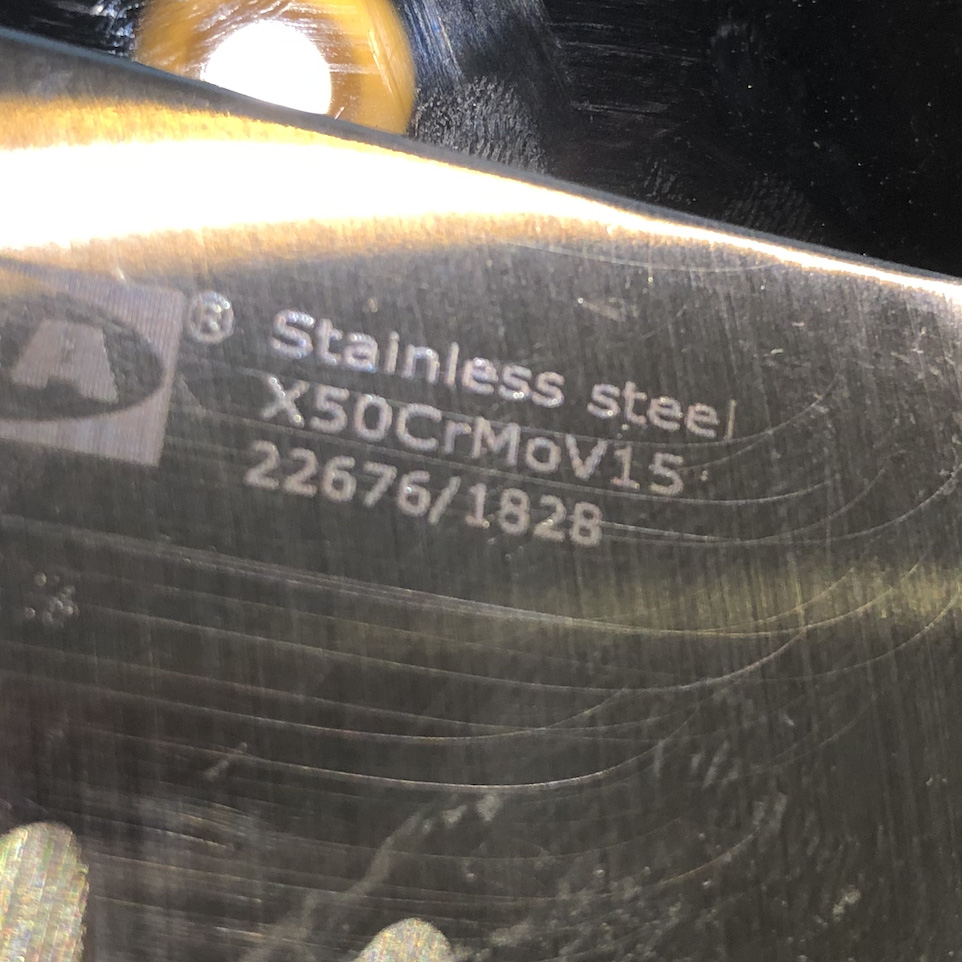 A®
Stainless steel
X50CrMoV15
22676/1828